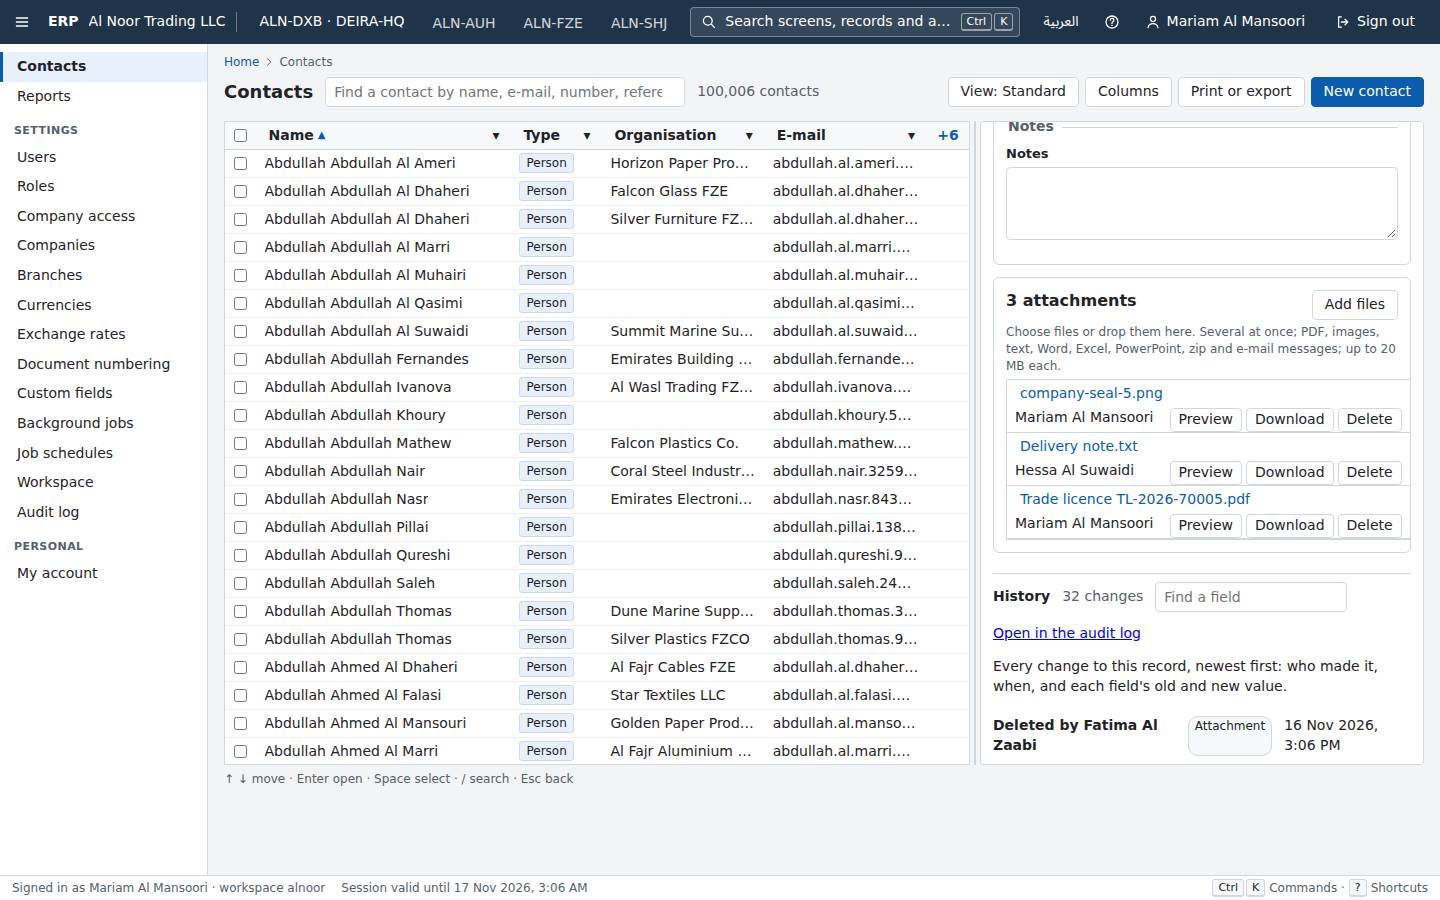 ERP Al Noor Trading LLC
ALN-DXB · DEIRA-HQ
ALN-AUH
ALN-FZE
ALN-SHJ
Search screens, records and a... Ctrl K
العربية
Mariam Al Mansoori
Sign out
Contacts
Reports
SETTINGS
Users
Roles
Company access
Companies
Branches
Currencies
Exchange rates
Document numbering
Custom fields
Background jobs
Job schedules
Workspace
Audit log
PERSONAL
My account
Home > Contacts
Contacts
Find a contact by name, e-mail, number, refere
100,006 contacts
View: Standard
Columns
Print or export
New contact
Name ▲ ▼ Type ▼ Organisation ▼ E-mail ▼ +6
Abdullah Abdullah Al Ameri Person Horizon Paper Pro... abdullah.al.ameri....
Abdullah Abdullah Al Dhaheri Person Falcon Glass FZE abdullah.al.dhaher...
Abdullah Abdullah Al Dhaheri Person Silver Furniture FZ... abdullah.al.dhaher...
Abdullah Abdullah Al Marri Person abdullah.al.marri....
Abdullah Abdullah Al Muhairi Person abdullah.al.muhair...
Abdullah Abdullah Al Qasimi Person abdullah.al.qasimi...
Abdullah Abdullah Al Suwaidi Person Summit Marine Su... abdullah.al.suwaid...
Abdullah Abdullah Fernandes Person Emirates Building ... abdullah.fernande...
Abdullah Abdullah Ivanova Person Al Wasl Trading FZ... abdullah.ivanova....
Abdullah Abdullah Khoury Person abdullah.khoury.5...
Abdullah Abdullah Mathew Person Falcon Plastics Co. abdullah.mathew....
Abdullah Abdullah Nair Person Coral Steel Industr... abdullah.nair.3259...
Abdullah Abdullah Nasr Person Emirates Electroni... abdullah.nasr.843...
Abdullah Abdullah Pillai Person abdullah.pillai.138...
Abdullah Abdullah Qureshi Person abdullah.qureshi.9...
Abdullah Abdullah Saleh Person abdullah.saleh.24...
Abdullah Abdullah Thomas Person Dune Marine Supp... abdullah.thomas.3...
Abdullah Abdullah Thomas Person Silver Plastics FZCO abdullah.thomas.9...
Abdullah Ahmed Al Dhaheri Person Al Fajr Cables FZE abdullah.al.dhaher...
Abdullah Ahmed Al Falasi Person Star Textiles LLC abdullah.al.falasi....
Abdullah Ahmed Al Mansouri Person Golden Paper Prod... abdullah.al.manso...
Abdullah Ahmed Al Marri Person Al Fajr Aluminium ... abdullah.al.marri....
↑ ↓ move · Enter open · Space select · / search · Esc back
Notes
Notes
3 attachments
Add files
Choose files or drop them here. Several at once; PDF, images,
text, Word, Excel, PowerPoint, zip and e-mail messages; up to 20
MB each.
company-seal-5.png
Mariam Al Mansoori Preview Download Delete
Delivery note.txt
Hessa Al Suwaidi Preview Download Delete
Trade licence TL-2026-70005.pdf
Mariam Al Mansoori Preview Download Delete
History 32 changes Find a field
Open in the audit log
Every change to this record, newest first: who made it,
when, and each field's old and new value.
Deleted by Fatima Al
Zaabi
Attachment
16 Nov 2026,
3:06 PM
Signed in as Mariam Al Mansoori · workspace alnoor
Session valid until 17 Nov 2026, 3:06 AM
Ctrl K Commands · ? Shortcuts